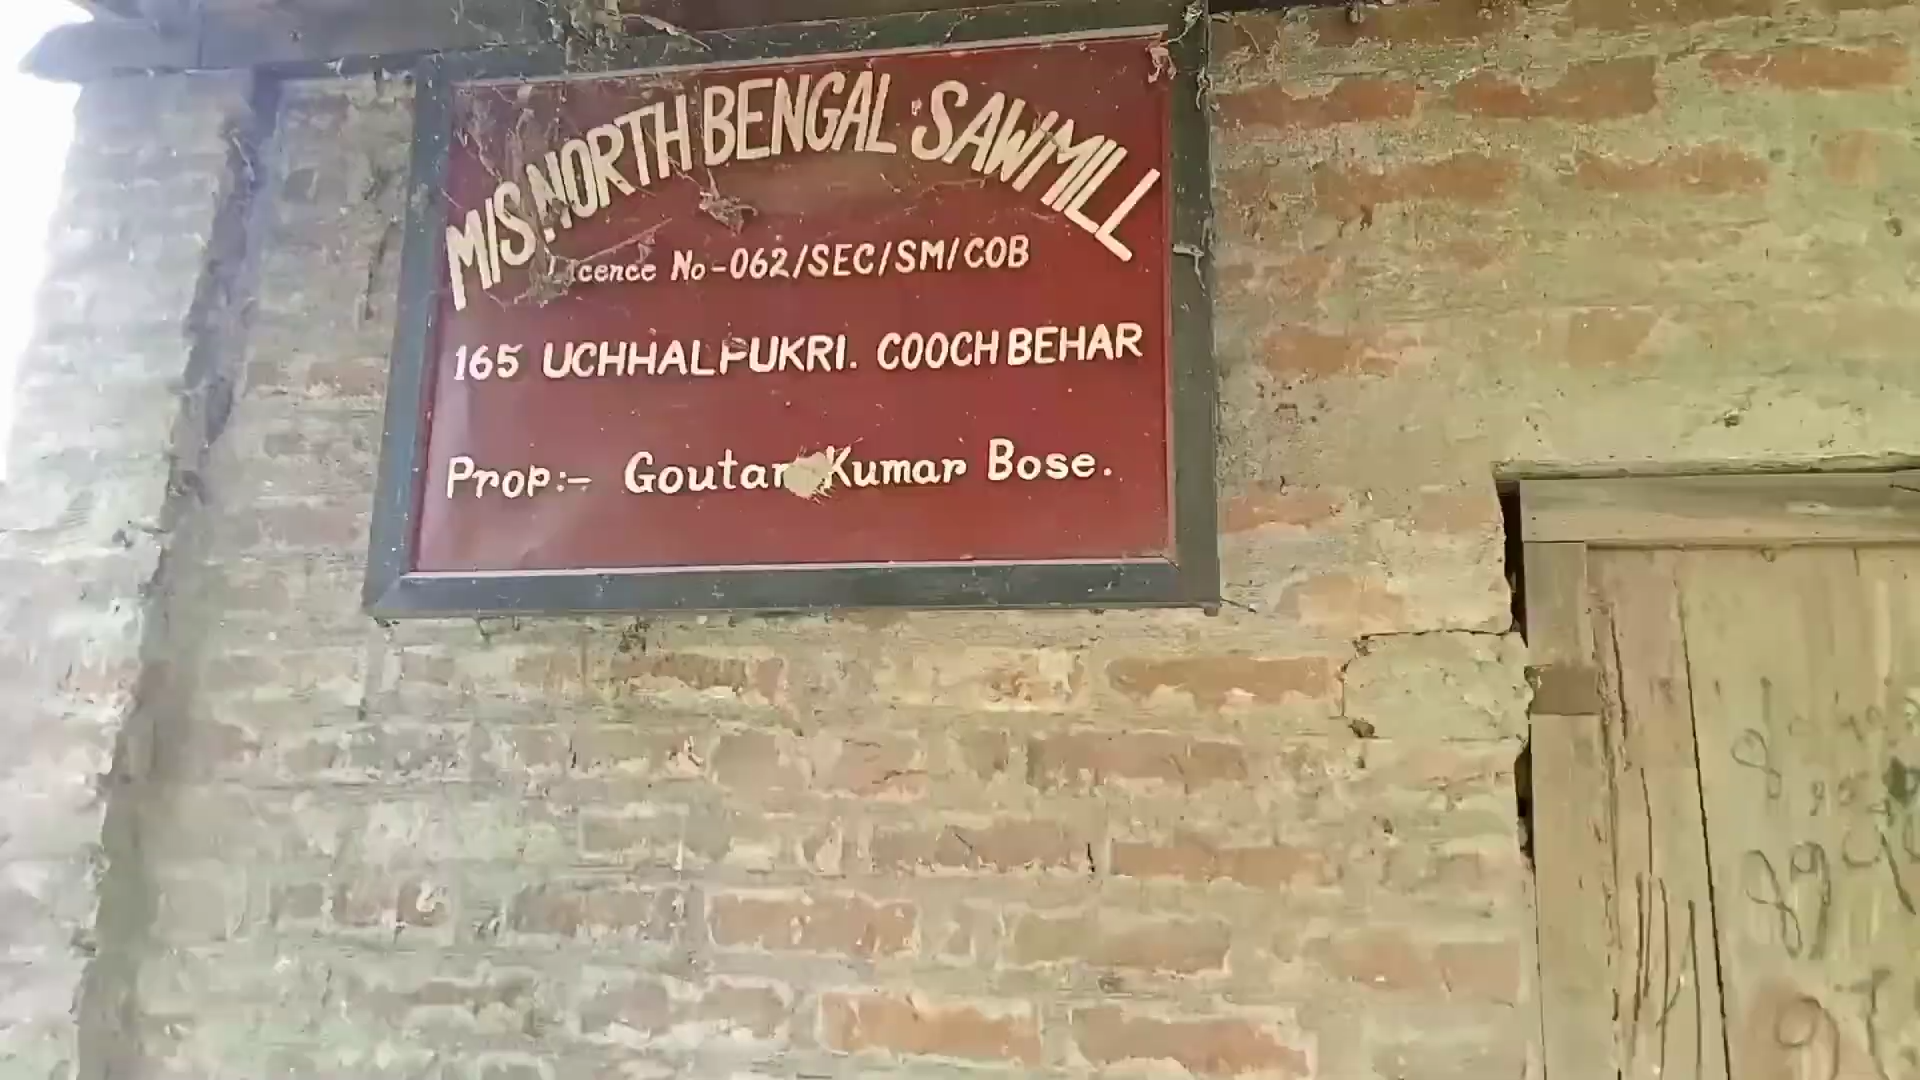 M/S. NORTH BENGAL SAWMILL
Licence No-062/SEC/SM/COB
165 UCHHALPUKRI. COOCH BEHAR
Prop:- Goutam Kumar Bose.